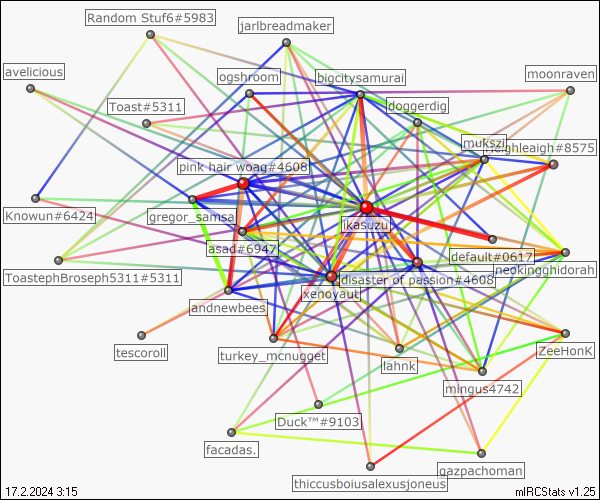 Random Stuf6#5983
jarlbreadmaker
avelicious
ogshroom
bigcitysamurai
moonraven
Toast#5311
doggerdig
mukszi
#8575
pink hair woag#4608
Knowun#6424
gregor_samsa
ikasuzu
asad#6947
default#0617
neokingghidorah
ToastephBroseph5311#5311
disaster of passion#4608
xenoyaut
andnewbees
tescoroll
turkey_mcnugget
lahnk
ZeeHonK
mingus4742
Duck™#9103
facadas.
gazpachoman
thiccusboiusalexusjoneus
17.2.2024 3:15
mIRCStats v1.25